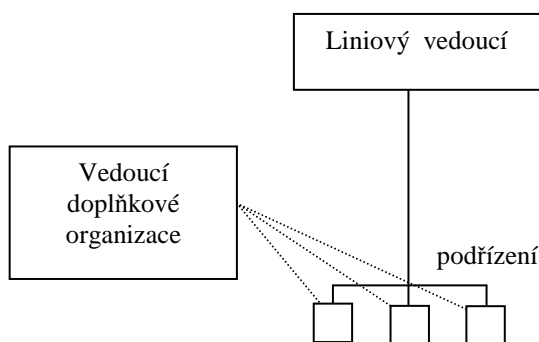 Liniový vedoucí
Vedoucí
doplňkové
organizace
podřízení